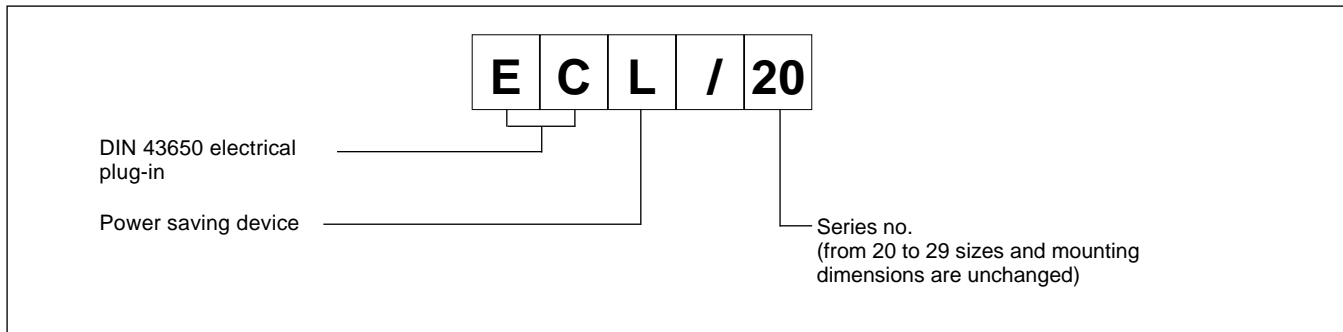 E C L / 20
DIN 43650 electrical
plug-in
Power saving device
Series no.
(from 20 to 29 sizes and mounting
dimensions are unchanged)